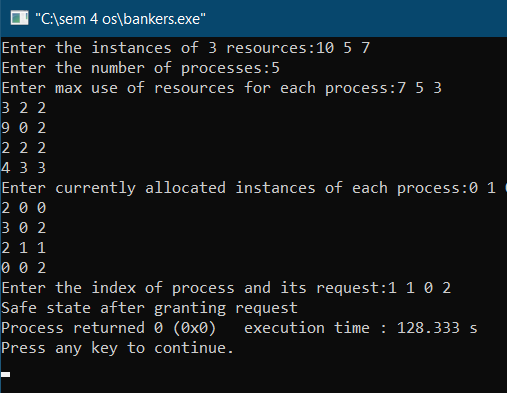 "C:\sem 4 os\bankers.exe"
Enter the instances of 3 resources:10 5 7
Enter the number of processes:5
Enter max use of resources for each process:7 5 3
3 2 2
9 0 2
2 2 2
4 3 3
Enter currently allocated instances of each process:0 1
2 0 0
3 0 2
2 1 1
0 0 2
Enter the index of process and its request:1 1 0 2
Safe state after granting request
Process returned 0 (0x0)   execution time : 128.333 s
Press any key to continue.